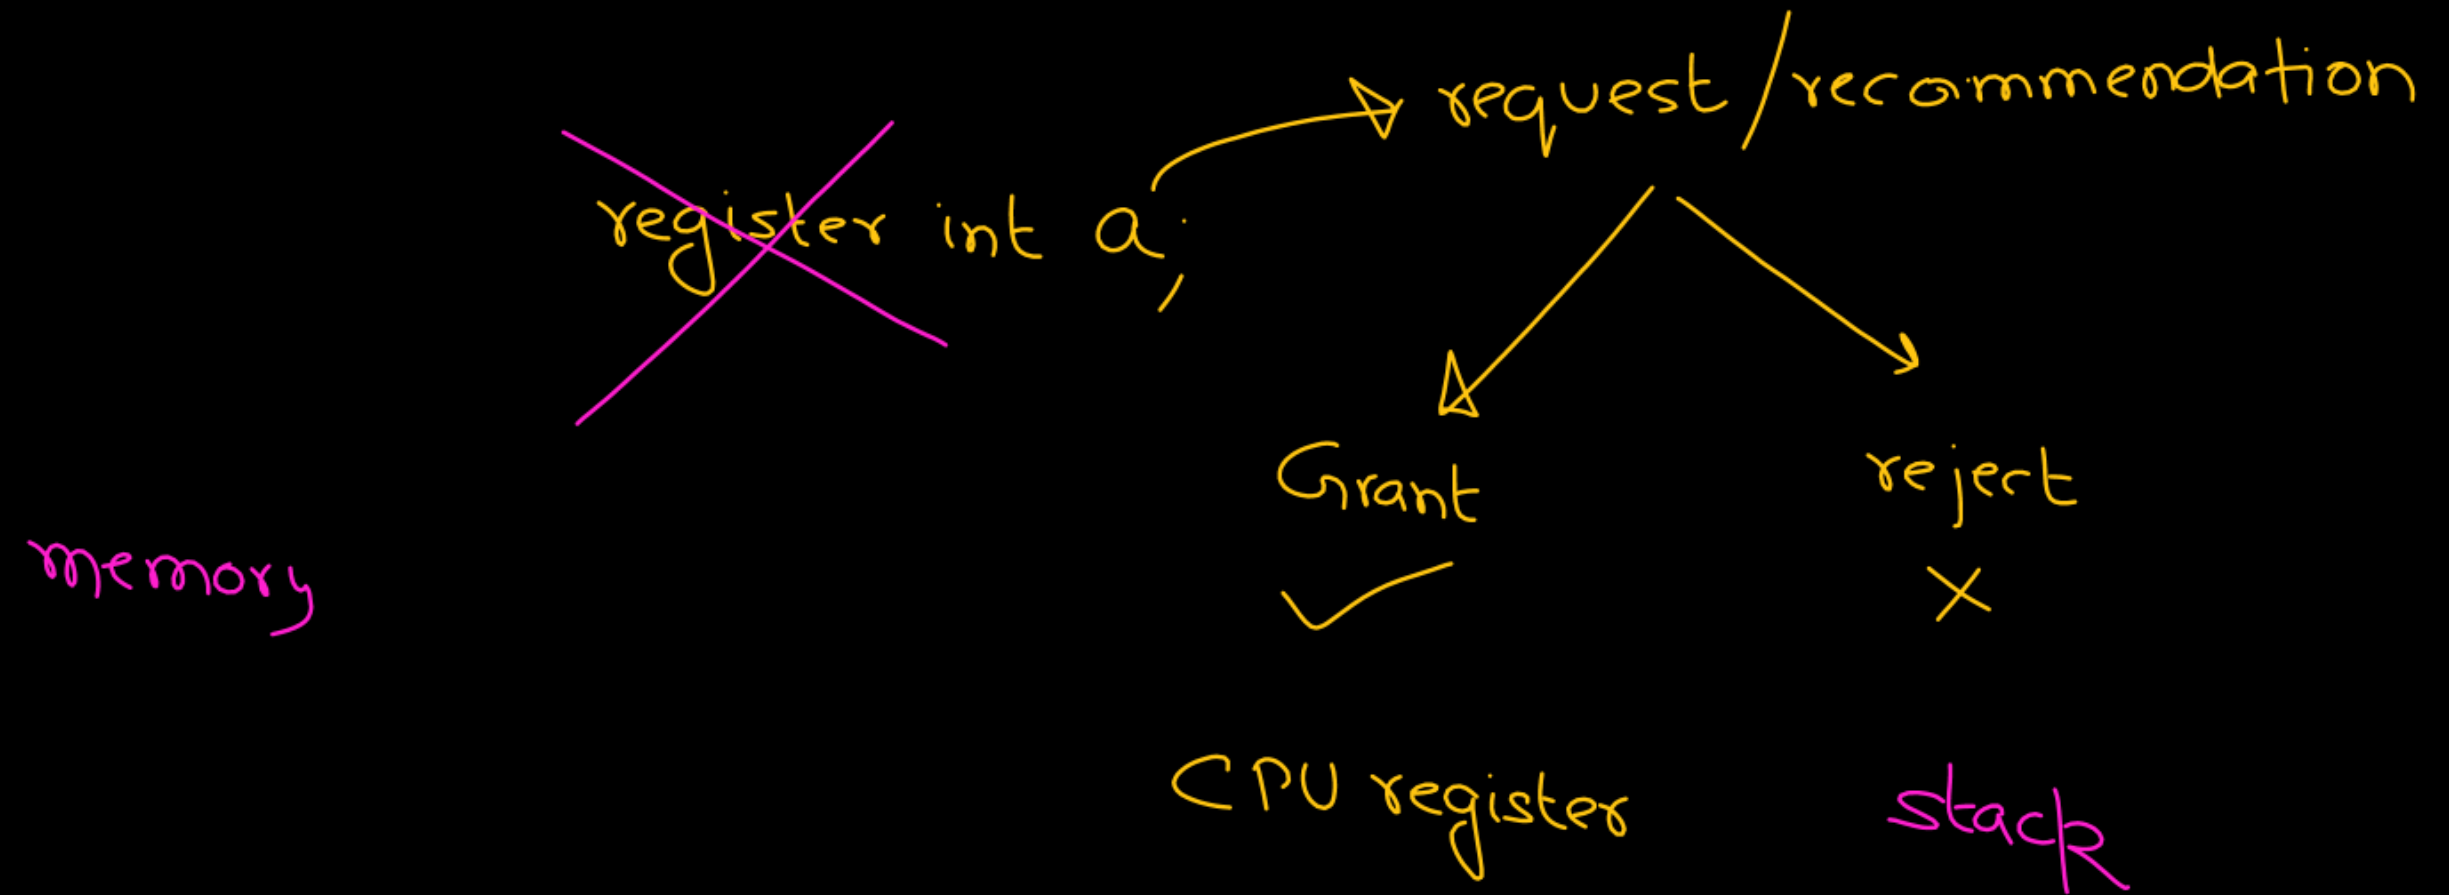 request/recommendation
register int a;
Grant reject
memory
CPU register stack